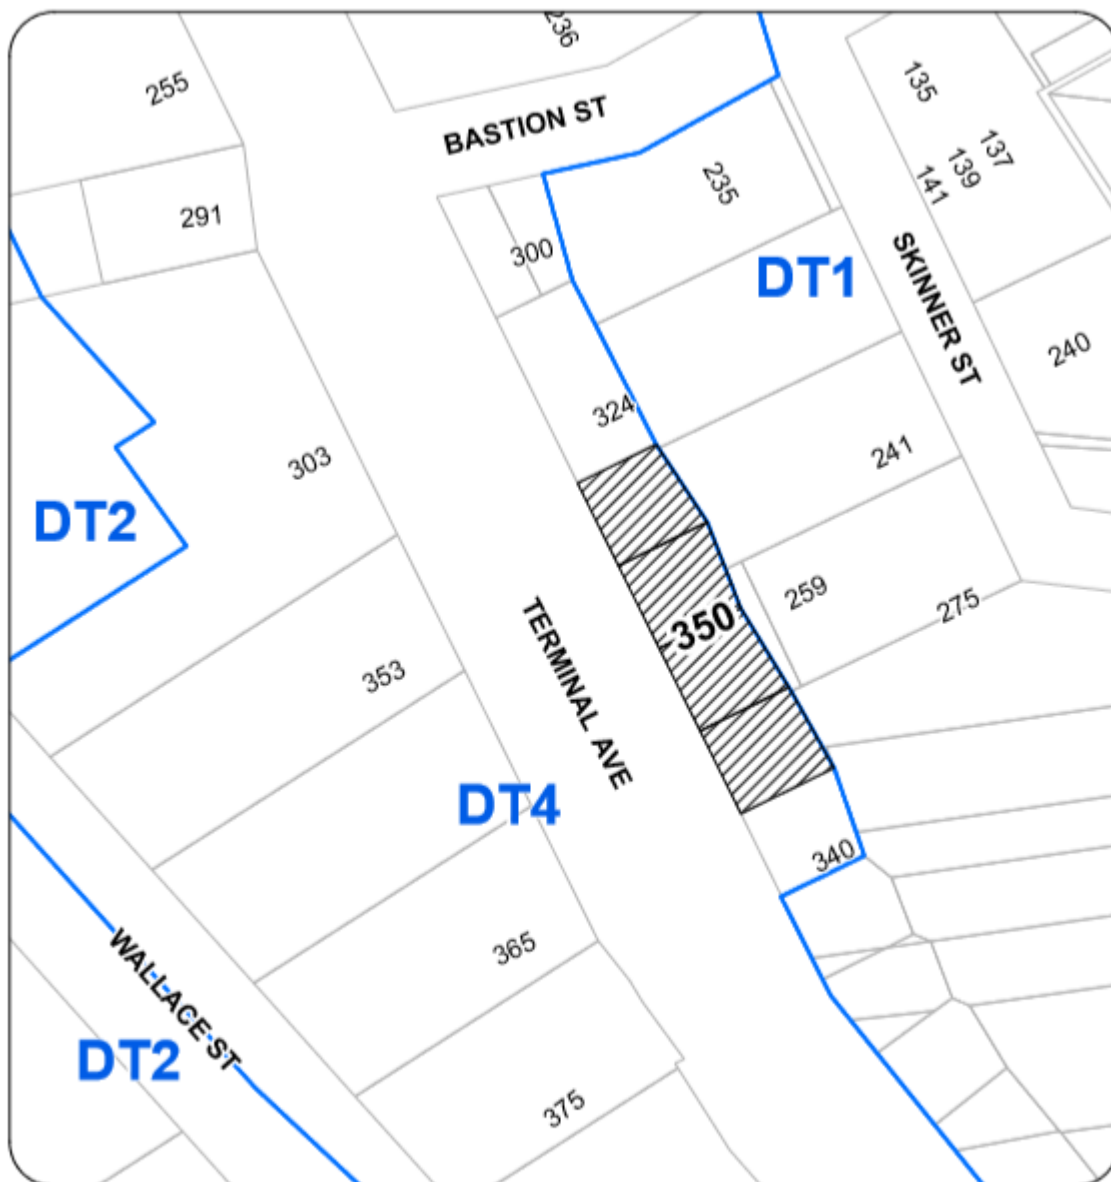 236
255
135
BASTION ST
137
139
141
235
291
300
DT1
SKINNER ST
240
324
241
303
DT2
259
275
350
TERMINAL AVE
353
DT4
340
365
WALLACE ST
DT2
375